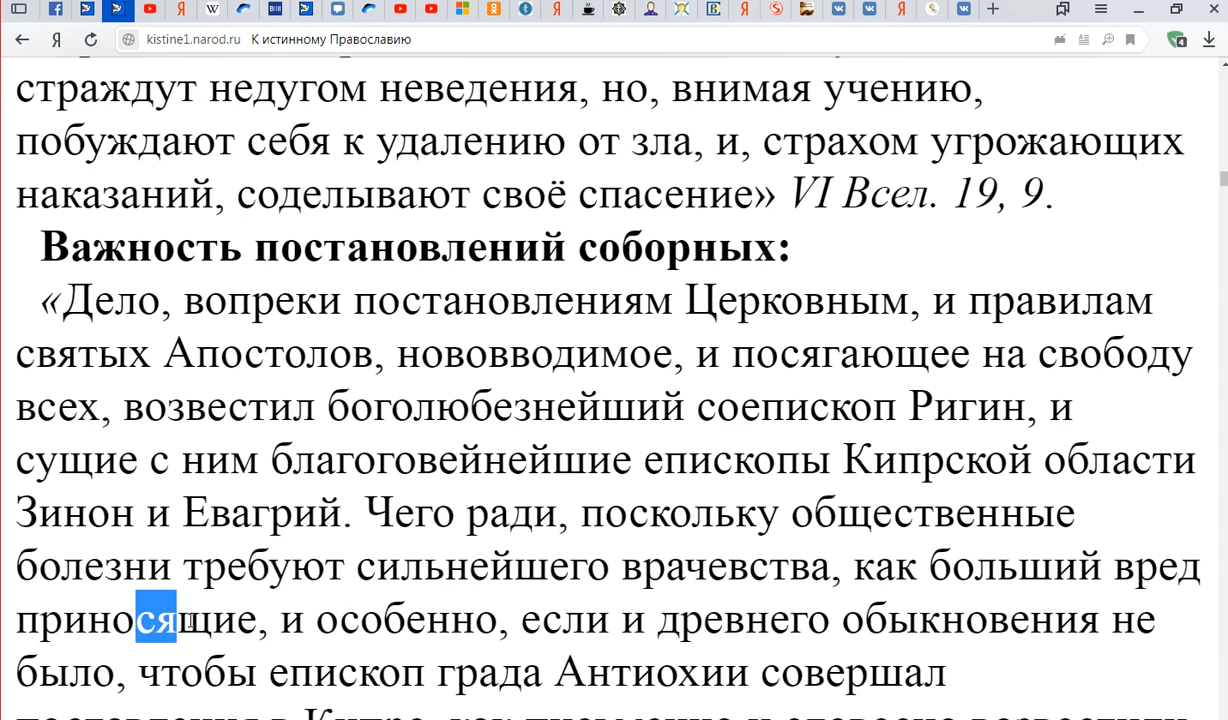 kistine1.narod.ru К истинному Православию
4
страждут недугом неведения, но, внимая учению,
побуждают себя к удалению от зла, и, страхом угрожающих
наказаний, соделывают своё спасение» VI Всел. 19, 9.
Важность постановлений соборных:
«Дело, вопреки постановлениям Церковным, и правилам
святых Апостолов, нововводимое, и посягающее на свободу
всех, возвестил боголюбезнейший соепископ Ригин, и
сущие с ним благоговейнейшие епископы Кипрской области
Зинон и Евагрий. Чего ради, поскольку общественные
болезни требуют сильнейшего врачевства, как больший вред
приносящие, и особенно, если и древнего обыкновения не
было, чтобы епископ града Антиохии совершал